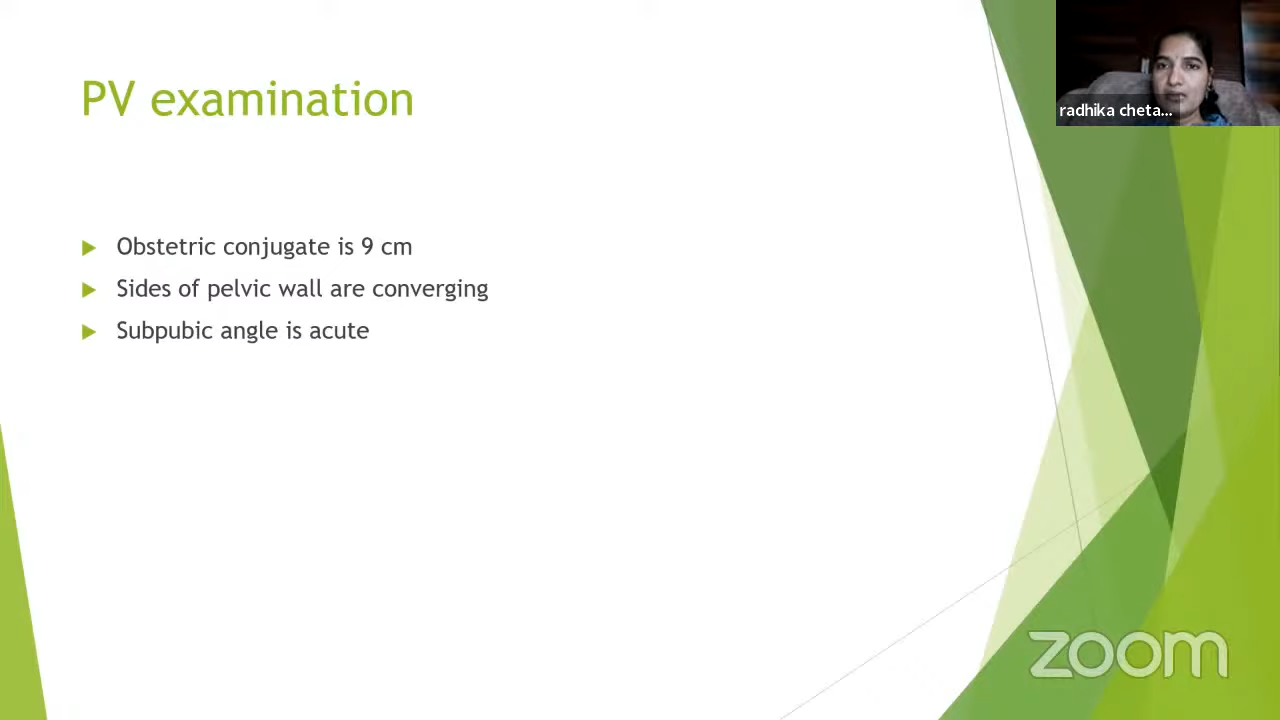 PV examination
radhika cheta...
Obstetric conjugate is 9 cm
Sides of pelvic wall are converging
Subpubic angle is acute
zoom